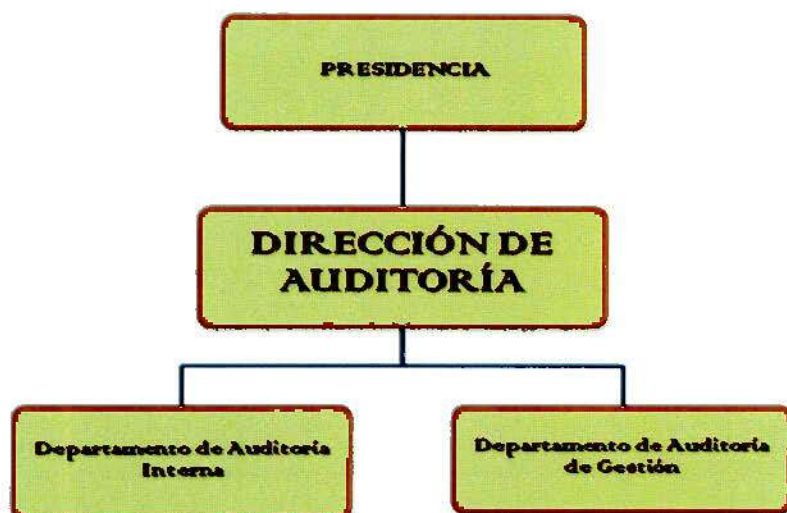 PRESIDENCIA
DIRECCIÓN DE
AUDITORÍA
Departamento de Auditoría
Interna
Departamento de Auditoría
de Gestión